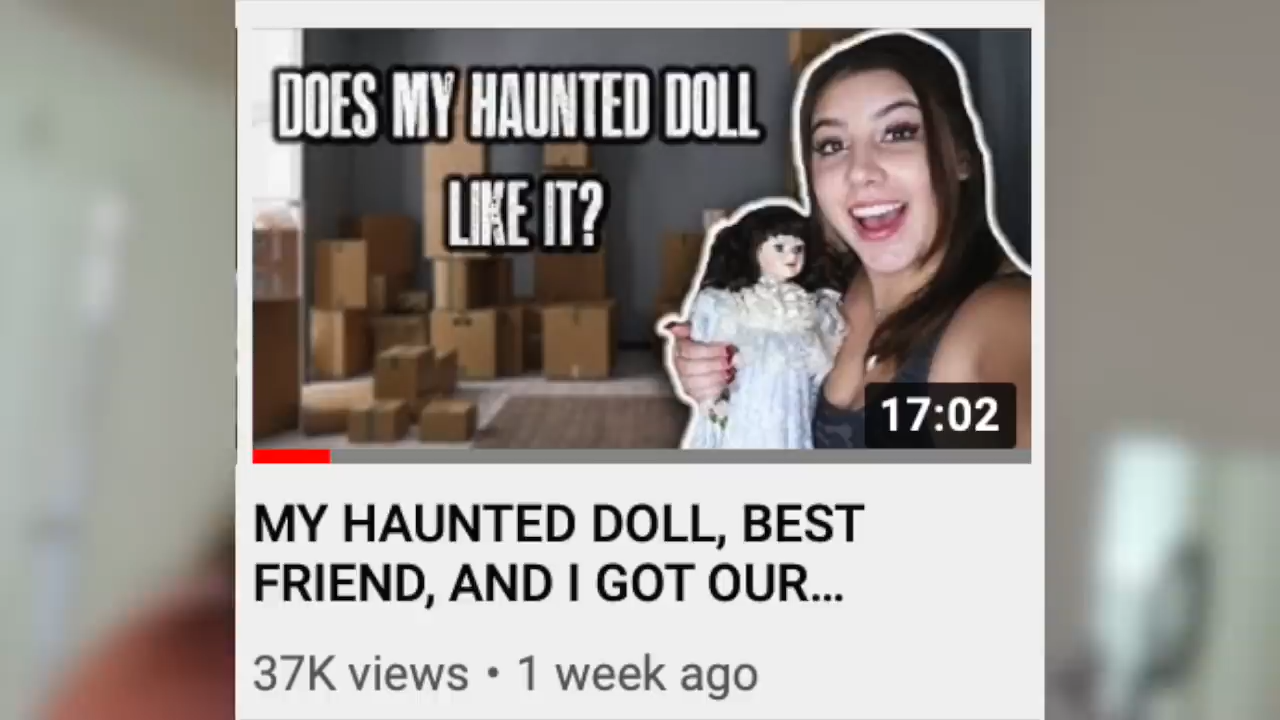 DOES MY HAUNTED DOLL
LIKE IT?
17:02
MY HAUNTED DOLL, BEST
FRIEND, AND I GOT OUR...
37K views • 1 week ago